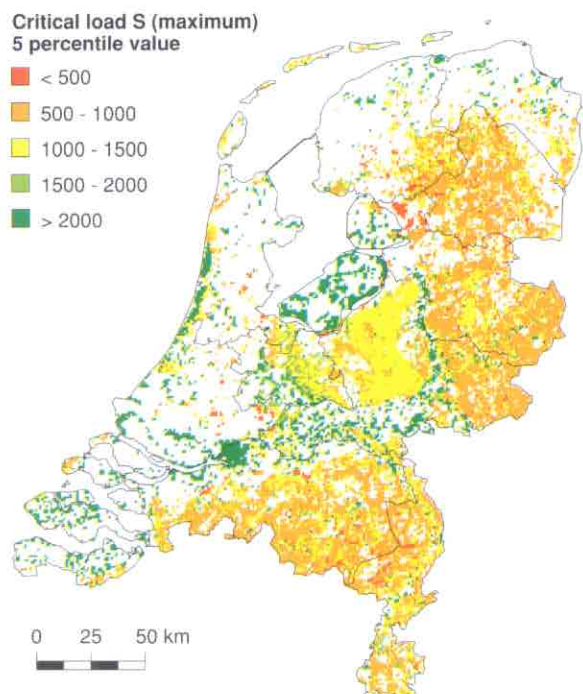 Critical load S (maximum)
5 percentile value
< 500
500 - 1000
1000 - 1500
1500 - 2000
> 2000
0 25 50 km